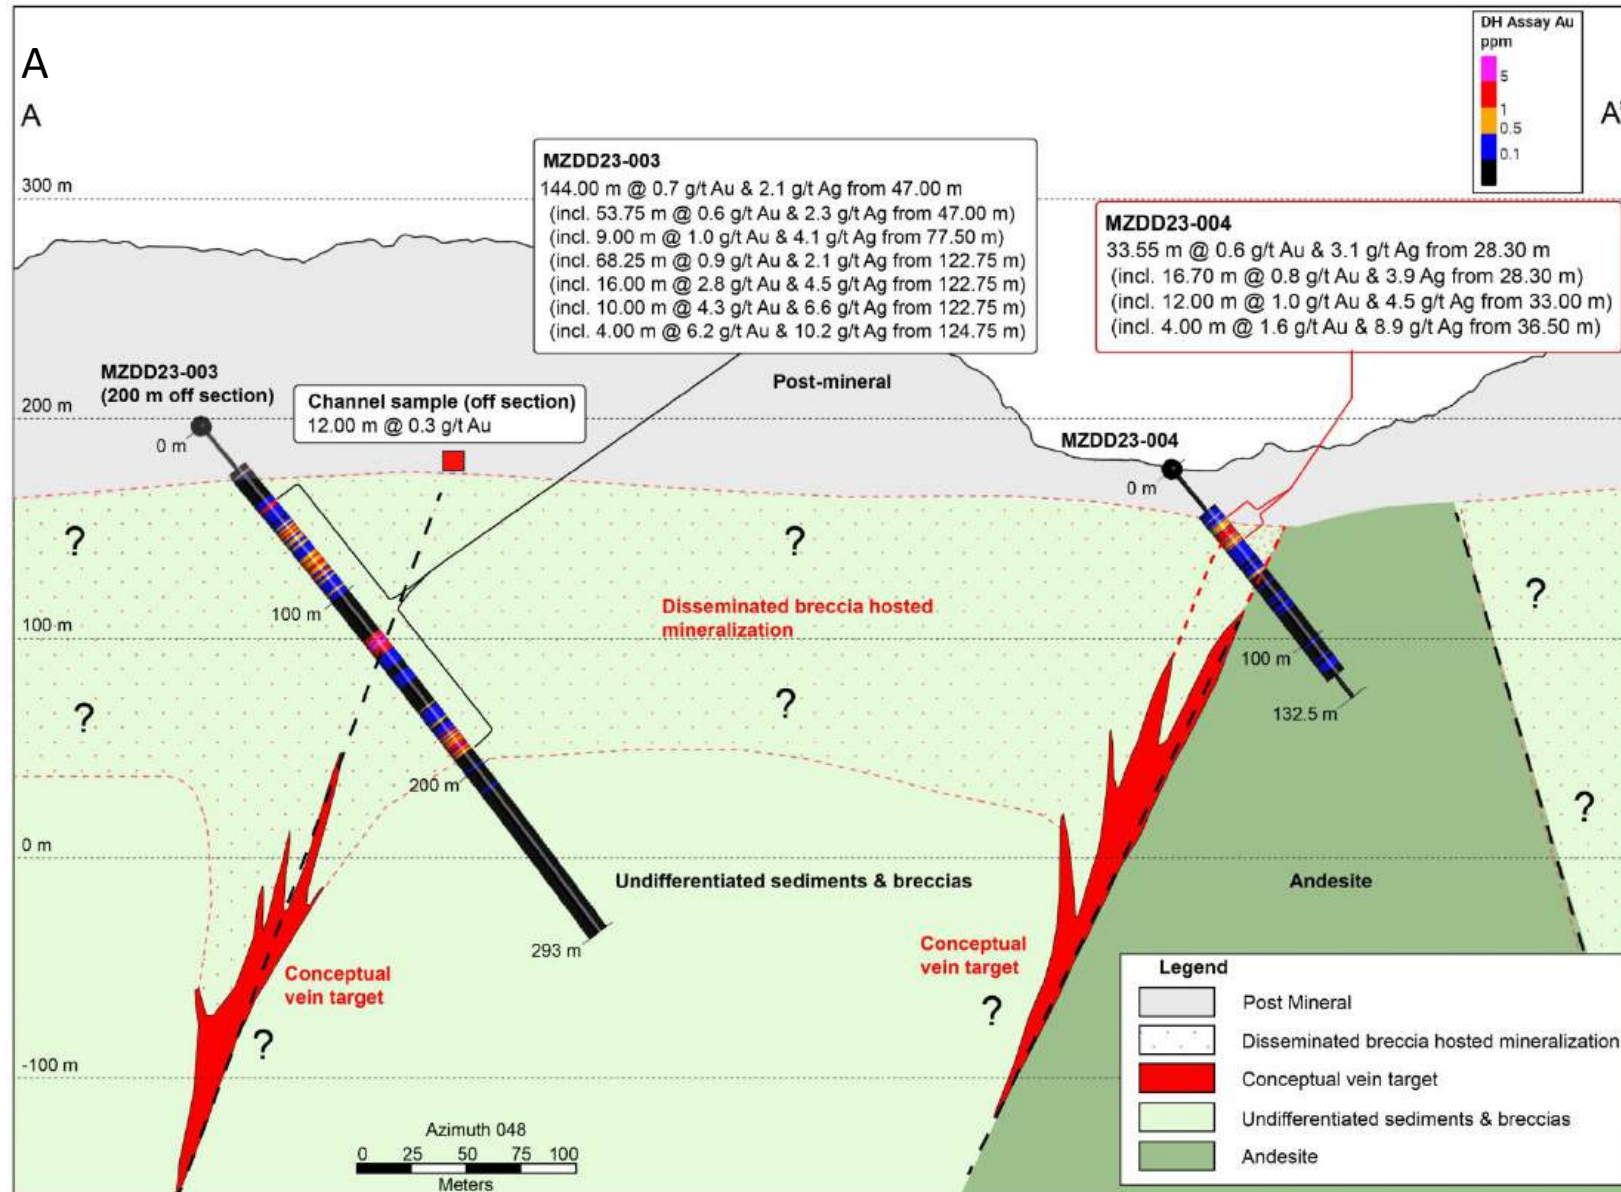 A
A
A'
DH Assay Au
ppm
5
1
0.5
0.1
300 m
200 m
100 m
0 m
-100 m
MZDD23-003
144.00 m @ 0.7 g/t Au & 2.1 g/t Ag from 47.00 m
(incl. 53.75 m @ 0.6 g/t Au & 2.3 g/t Ag from 47.00 m)
(incl. 9.00 m @ 1.0 g/t Au & 4.1 g/t Ag from 77.50 m)
(incl. 68.25 m @ 0.9 g/t Au & 2.1 g/t Ag from 122.75 m)
(incl. 16.00 m @ 2.8 g/t Au & 4.5 g/t Ag from 122.75 m)
(incl. 10.00 m @ 4.3 g/t Au & 6.6 g/t Ag from 122.75 m)
(incl. 4.00 m @ 6.2 g/t Au & 10.2 g/t Ag from 124.75 m)
MZDD23-004
33.55 m @ 0.6 g/t Au & 3.1 g/t Ag from 28.30 m
(incl. 16.70 m @ 0.8 g/t Au & 3.9 Ag from 28.30 m)
(incl. 12.00 m @ 1.0 g/t Au & 4.5 g/t Ag from 33.00 m)
(incl. 4.00 m @ 1.6 g/t Au & 8.9 g/t Ag from 36.50 m)
MZDD23-003
(200 m off section)
0 m
Channel sample (off section)
12.00 m @ 0.3 g/t Au
Post-mineral
MZDD23-004
0 m
?
?
?
Disseminated breccia hosted
mineralization
100 m
100 m
132.5 m
?
?
?
200 m
293 m
Undifferentiated sediments & breccias
Andesite
Conceptual
vein target
?
Conceptual
vein target
?
Azimuth 048
0 25 50 75 100
Meters
Legend
Post Mineral
Disseminated breccia hosted mineralization
Conceptual vein target
Undifferentiated sediments & breccias
Andesite